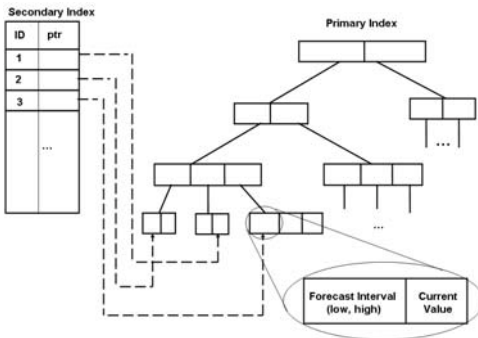 Secondary Index
ID ptr
1
2
3
...
Primary Index
...
...
Forecast Interval
(low, high)
Current
Value